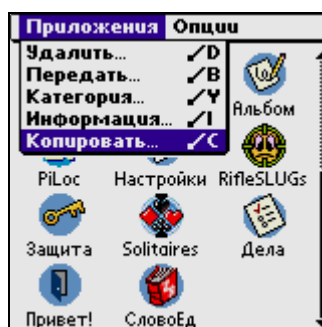 Приложения Опции
Удалить... /D
Передать... /B
Категория... /Y
Информация... /I
Копировать... /C
Альбом
PiLoc Настройки RifleSLUGs
Защита Solitaires Дела
Привет! СловоЕд